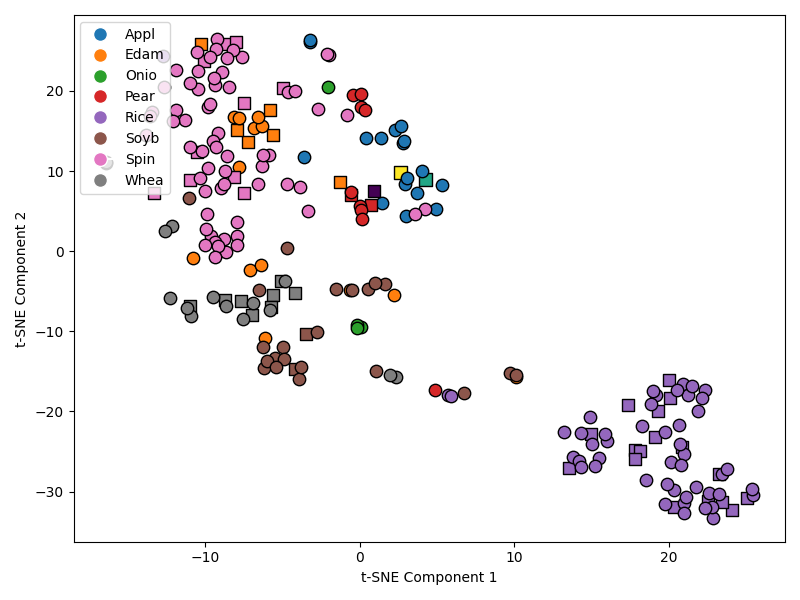 Appl
Edam
Onio
Pear
Rice
Soyb
Spin
Whea
t-SNE Component 2
20
10
0
−10
−20
−30
−10
0
10
20
t-SNE Component 1